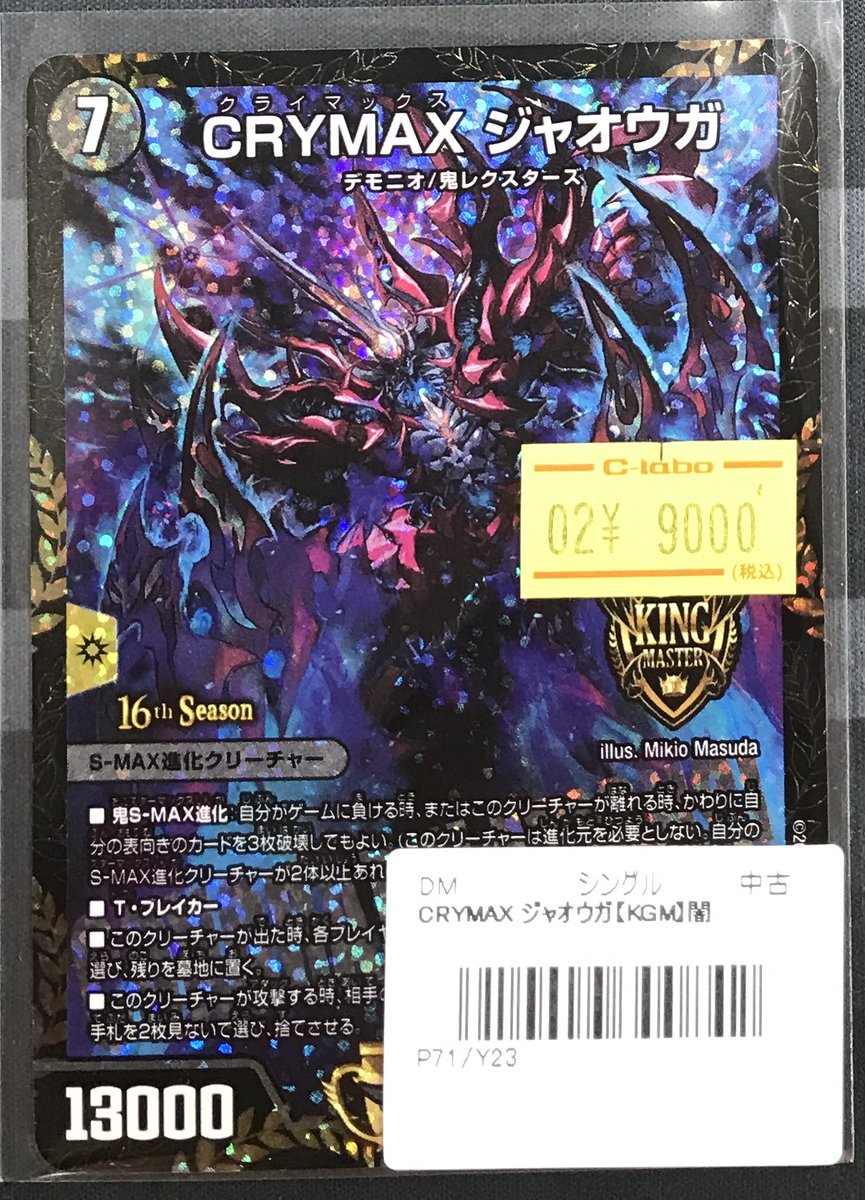 7
クライマックス
CRYMAX ジャオウガ
デモニオ/鬼レクスターズ
C-labo
02¥ 9000
(税込)
KING
MASTER
16th Season
illus. Mikio Masuda
S-MAX進化クリーチャー
■ 鬼S-MAX進化:自分がゲームに負ける時、またはこのクリーチャーが離れる時、かわりに自
分の表向きのカードを3枚破壊してもよい。(このクリーチャーは進化元を必要としない。自分の
S-MAX進化クリーチャーが2体以上あれ
■ T・ブレイカー
■ このクリーチャーが出た時、各プレイヤ
選び、残りを墓地に置く。
■ このクリーチャーが攻撃する時、相手の
手札を2枚見ないで選び、捨てさせる。
13000
DM シングル 中古
CRYMAX ジャオウガ【KGM】闇
P71/Y23